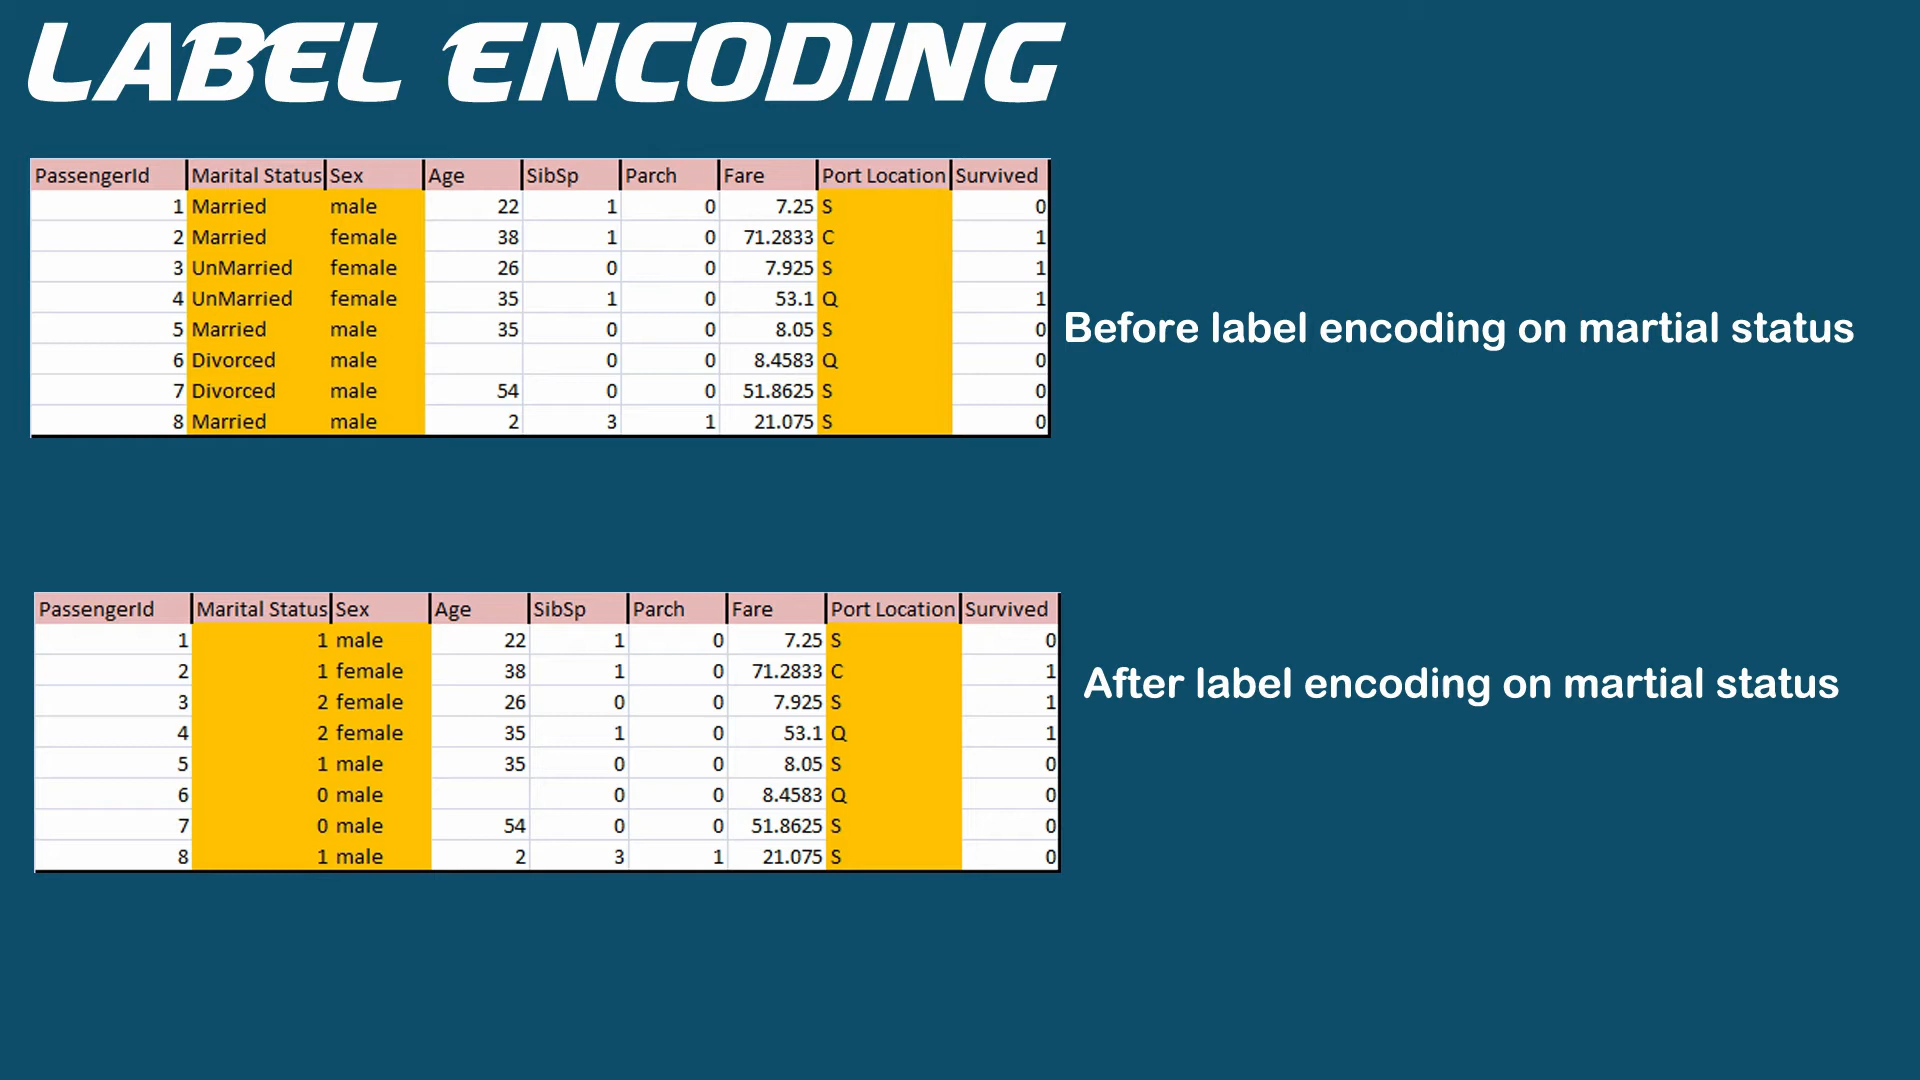 LABEL ENCODING
PassengerId Marital Status Sex Age SibSp Parch Fare Port Location Survived
1 Married male 22 1 0 7.25 S 0
2 Married female 38 1 0 71.2833 C 1
3 UnMarried female 26 0 0 7.925 S 1
4 UnMarried female 35 1 0 53.1 Q 1
5 Married male 35 0 0 8.05 S 0
6 Divorced male 0 0 8.4583 Q 0
7 Divorced male 54 0 0 51.8625 S 0
8 Married male 2 3 1 21.075 S 0
Before label encoding on martial status
PassengerId Marital Status Sex Age SibSp Parch Fare Port Location Survived
1 1 male 22 1 0 7.25 S 0
2 1 female 38 1 0 71.2833 C 1
3 2 female 26 0 0 7.925 S 1
4 2 female 35 1 0 53.1 Q 1
5 1 male 35 0 0 8.05 S 0
6 0 male 0 0 8.4583 Q 0
7 0 male 54 0 0 51.8625 S 0
8 1 male 2 3 1 21.075 S 0
After label encoding on martial status